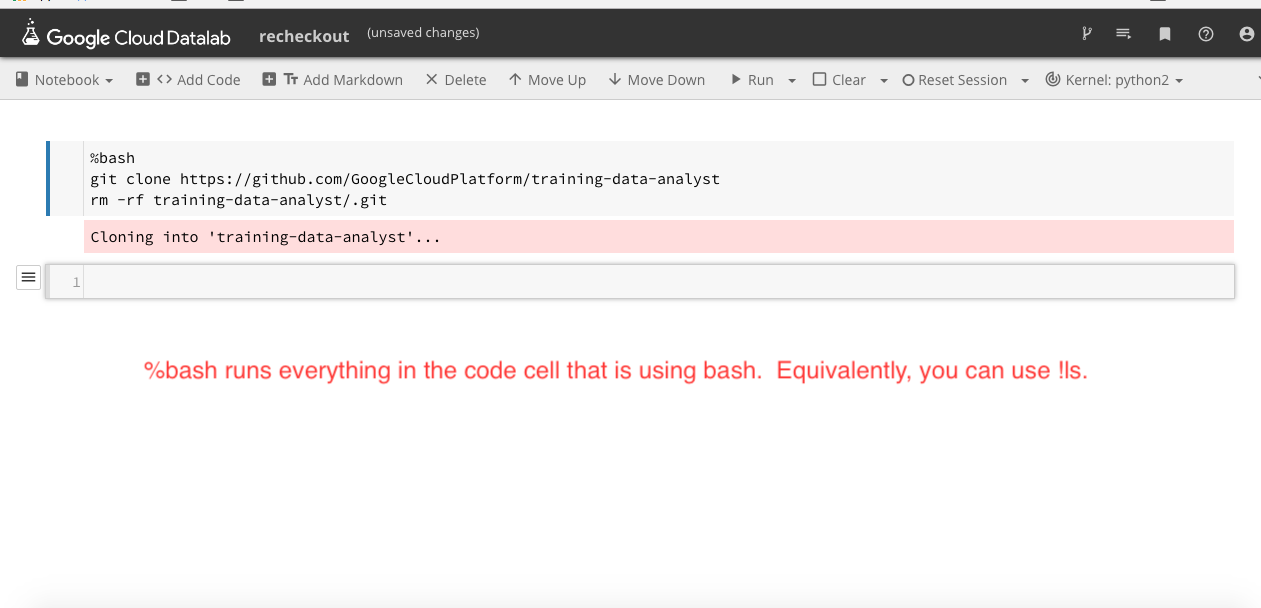 Google Cloud Datalab recheckout (unsaved changes)
Notebook <> Add Code Tт Add Markdown Delete Move Up Move Down Run Clear Reset Session Kernel: python2
%bash
git clone https://github.com/GoogleCloudPlatform/training-data-analyst
rm -rf training-data-analyst/.git
Cloning into 'training-data-analyst'...
1
%bash runs everything in the code cell that is using bash. Equivalently, you can use !ls.